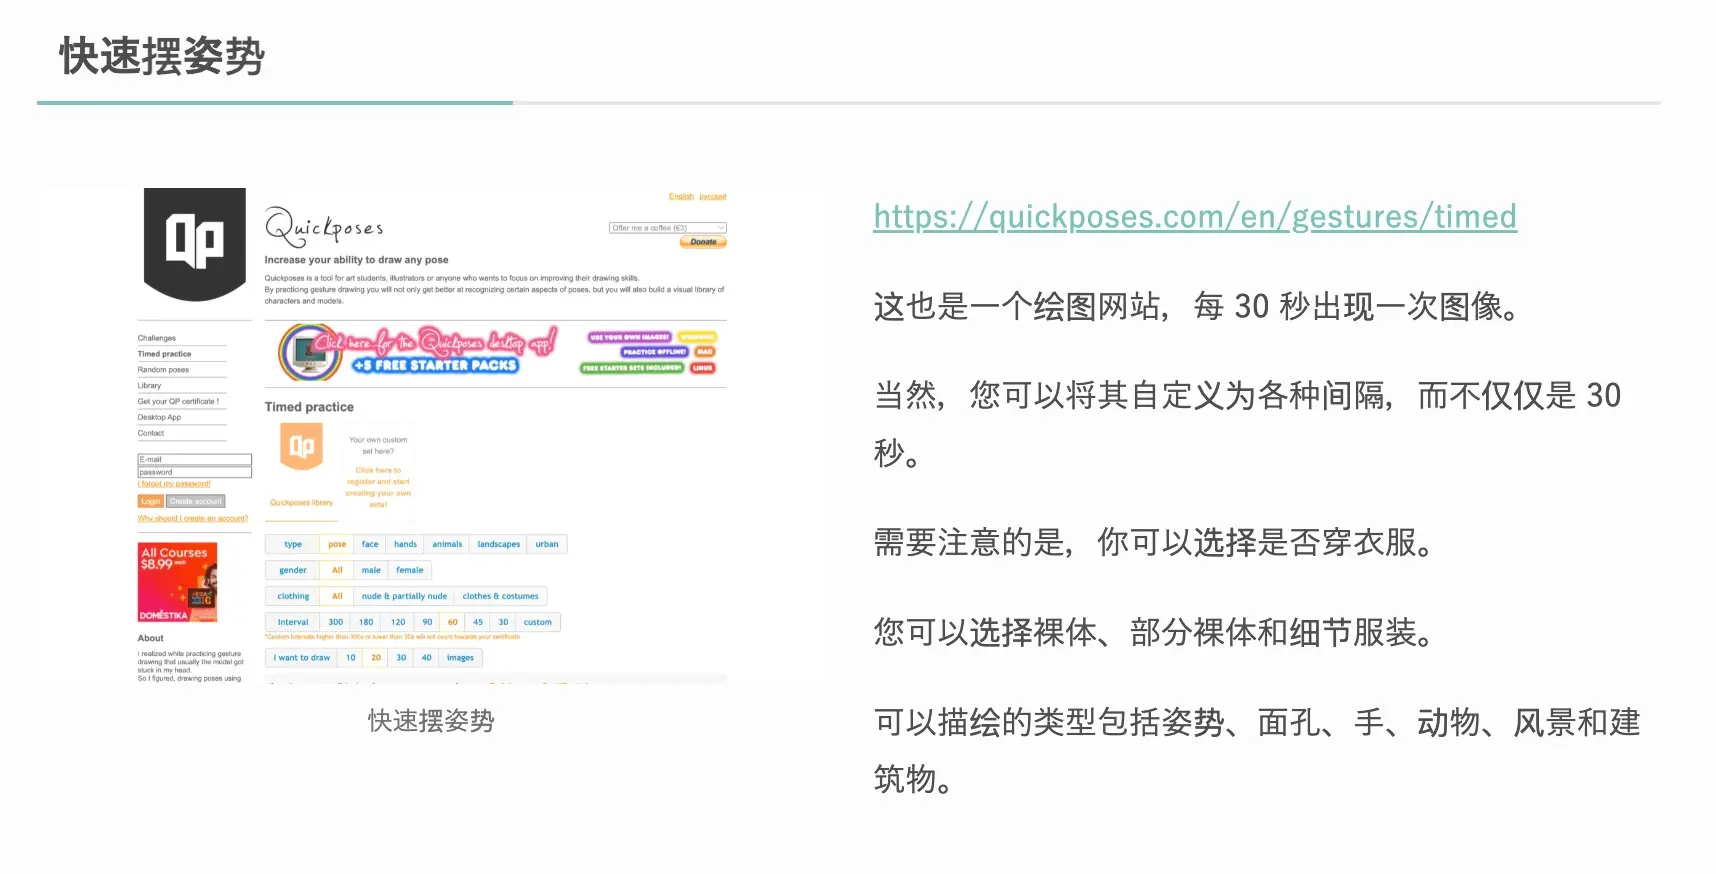 快速摆姿势
English русский
Qp
Quickposes
Offer me a coffee (€3)
Donate
Increase your ability to draw any pose
Quickposes is a tool for art students, illustrators or anyone who wants to focus on improving their drawing skills.
By practicing gesture drawing you will not only get better at recognizing certain aspects of poses, but you will also build a visual library of
characters and models.
Click here for the Quickposes desktop app!
+5 FREE STARTER PACKS
USE YOUR OWN IMAGES! WINDOWS
PRACTICE OFFLINE! MAC
FREE STARTER SETS INCLUDED! LINUX
Challenges
Timed practice
Random poses
Library
Get your QP certificate !
Desktop App
Contact
E-mail
password
I forgot my password!
Login Create account
Why should I create an account?
All Courses
$8.99 each
DOMESTIKA
About
I realized while practicing gesture
drawing that usually the model got
stuck in my head.
So I figured, drawing poses using
Timed practice
Qp
Quickposes library
Your own custom
set here?
Click here to
register and start
creating your own
sets!
type pose face hands animals landscapes urban
gender All male female
clothing All nude & partially nude clothes & costumes
Interval 300 180 120 90 60 45 30 custom
*Custom intervals higher than 300s or lower than 30s will not count towards your certificate
I want to draw 10 20 30 40 images
快速摆姿势
https://quickposes.com/en/gestures/timed
这也是一个绘图网站，每 30 秒出现一次图像。
当然，您可以将其自定义为各种间隔，而不仅仅是 30
秒。
需要注意的是，你可以选择是否穿衣服。
您可以选择裸体、部分裸体和细节服装。
可以描绘的类型包括姿势、面孔、手、动物、风景和建
筑物。